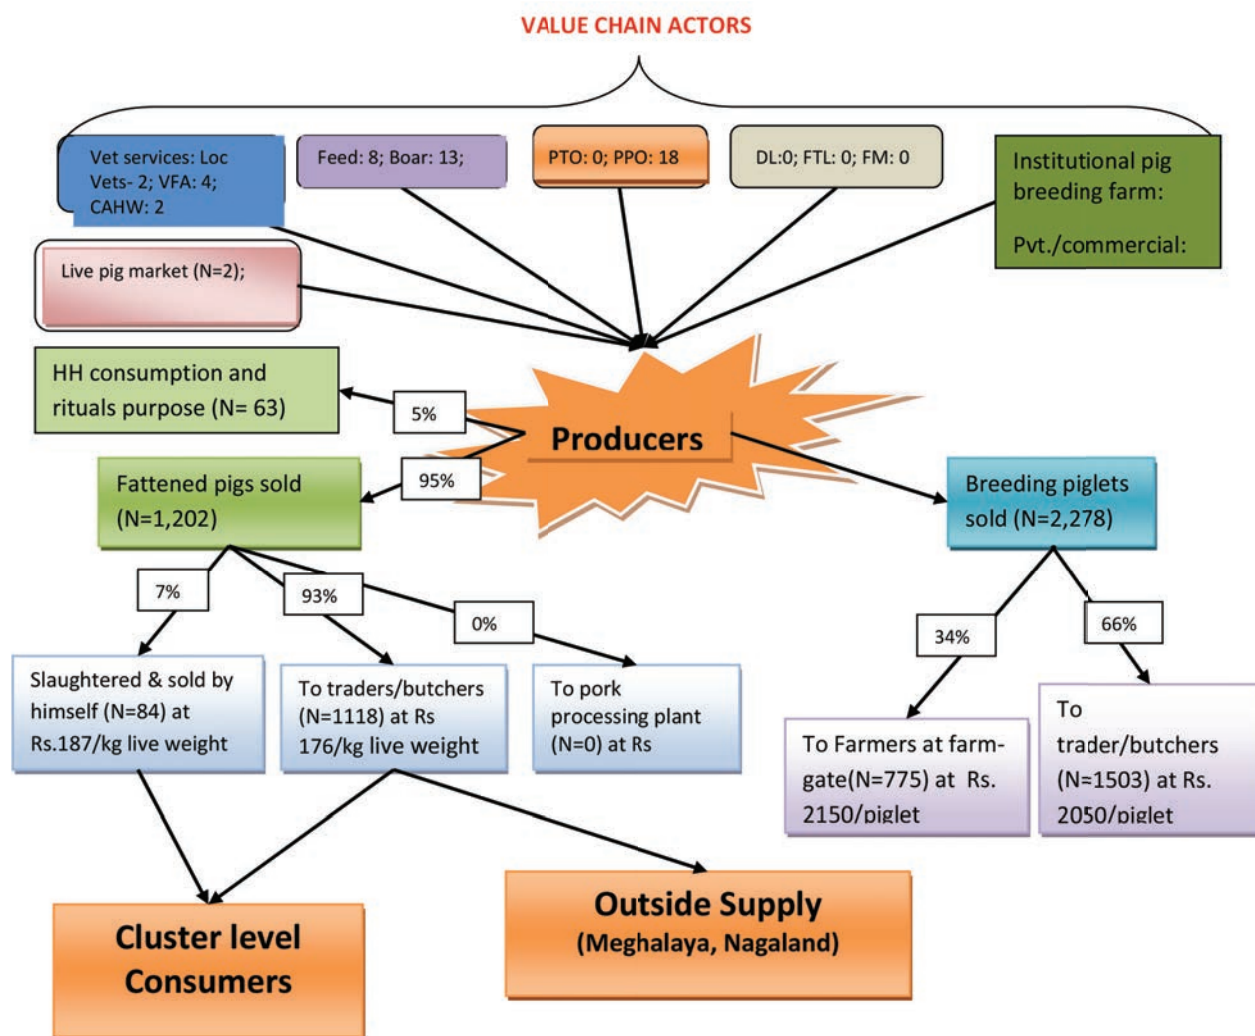 VALUE CHAIN ACTORS
Vet services: Loc
Vets- 2; VFA: 4;
CAHW: 2
Feed: 8; Boar: 13;
PTO: 0; PPO: 18
DL:0; FTL: 0; FM: 0
Institutional pig
breeding farm:
Pvt./commercial:
Live pig market (N=2);
HH consumption and
rituals purpose (N= 63)
5%
Producers
95%
Fattened pigs sold
(N=1,202)
Breeding piglets
sold (N=2,278)
7%
93%
0%
34%
66%
Slaughtered & sold by
himself (N=84) at
Rs.187/kg live weight
To traders/butchers
(N=1118) at Rs
176/kg live weight
To pork
processing plant
(N=0) at Rs
To Farmers at farm-
gate(N=775) at Rs.
2150/piglet
To
trader/butchers
(N=1503) at Rs.
2050/piglet
Cluster level
Consumers
Outside Supply
(Meghalaya, Nagaland)